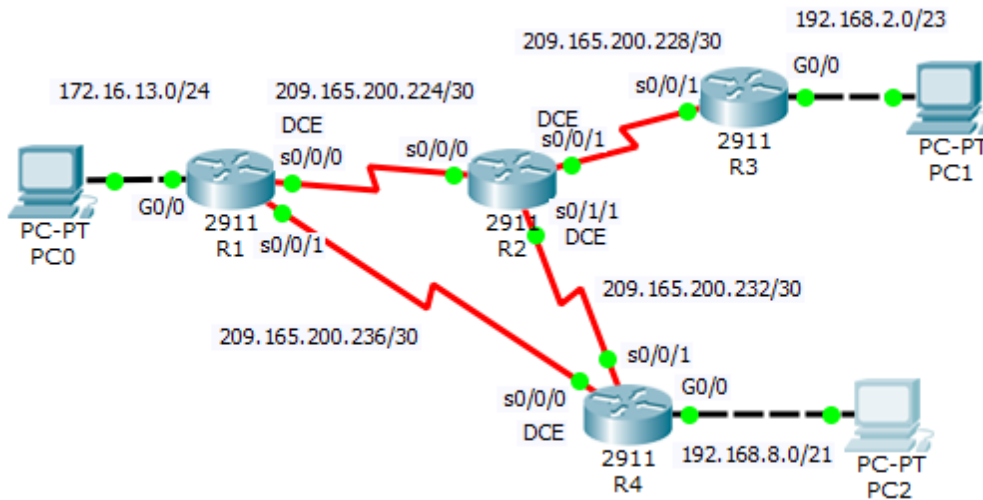 192.168.2.0/23
209.165.200.228/30
G0/0
172.16.13.0/24
209.165.200.224/30
s0/0/1
DCE
DCE
s0/0/0
s0/0/0
s0/0/1
2911
R3
PC-PT
PC1
G0/0
2911
R1
s0/0/1
2911
R2
s0/1/1
DCE
PC-PT
PC0
209.165.200.232/30
209.165.200.236/30
s0/0/1
s0/0/0
DCE
G0/0
2911
R4
192.168.8.0/21
PC-PT
PC2